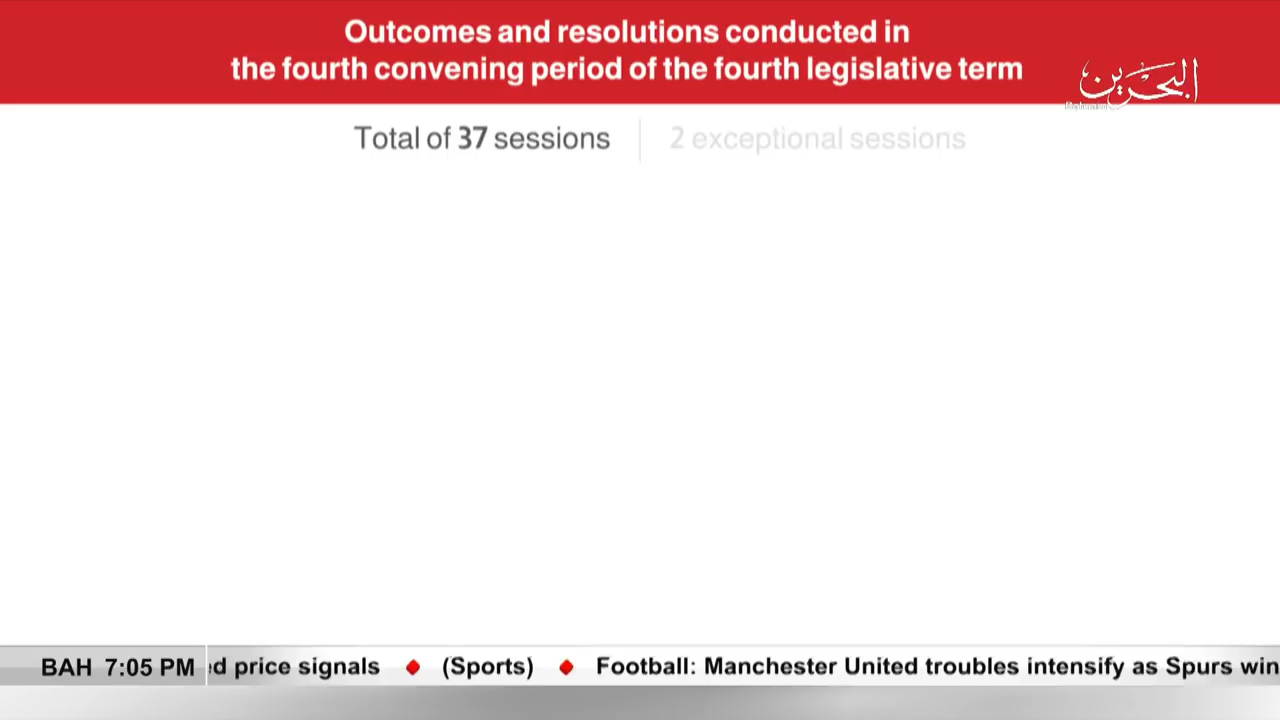 Outcomes and resolutions conducted in
the fourth convening period of the fourth legislative term
البحرين
Total of 37 sessions
2 exceptional sessions
BAH 7:05 PM
d price signals ♦ (Sports) ♦ Football: Manchester United troubles intensify as Spurs win